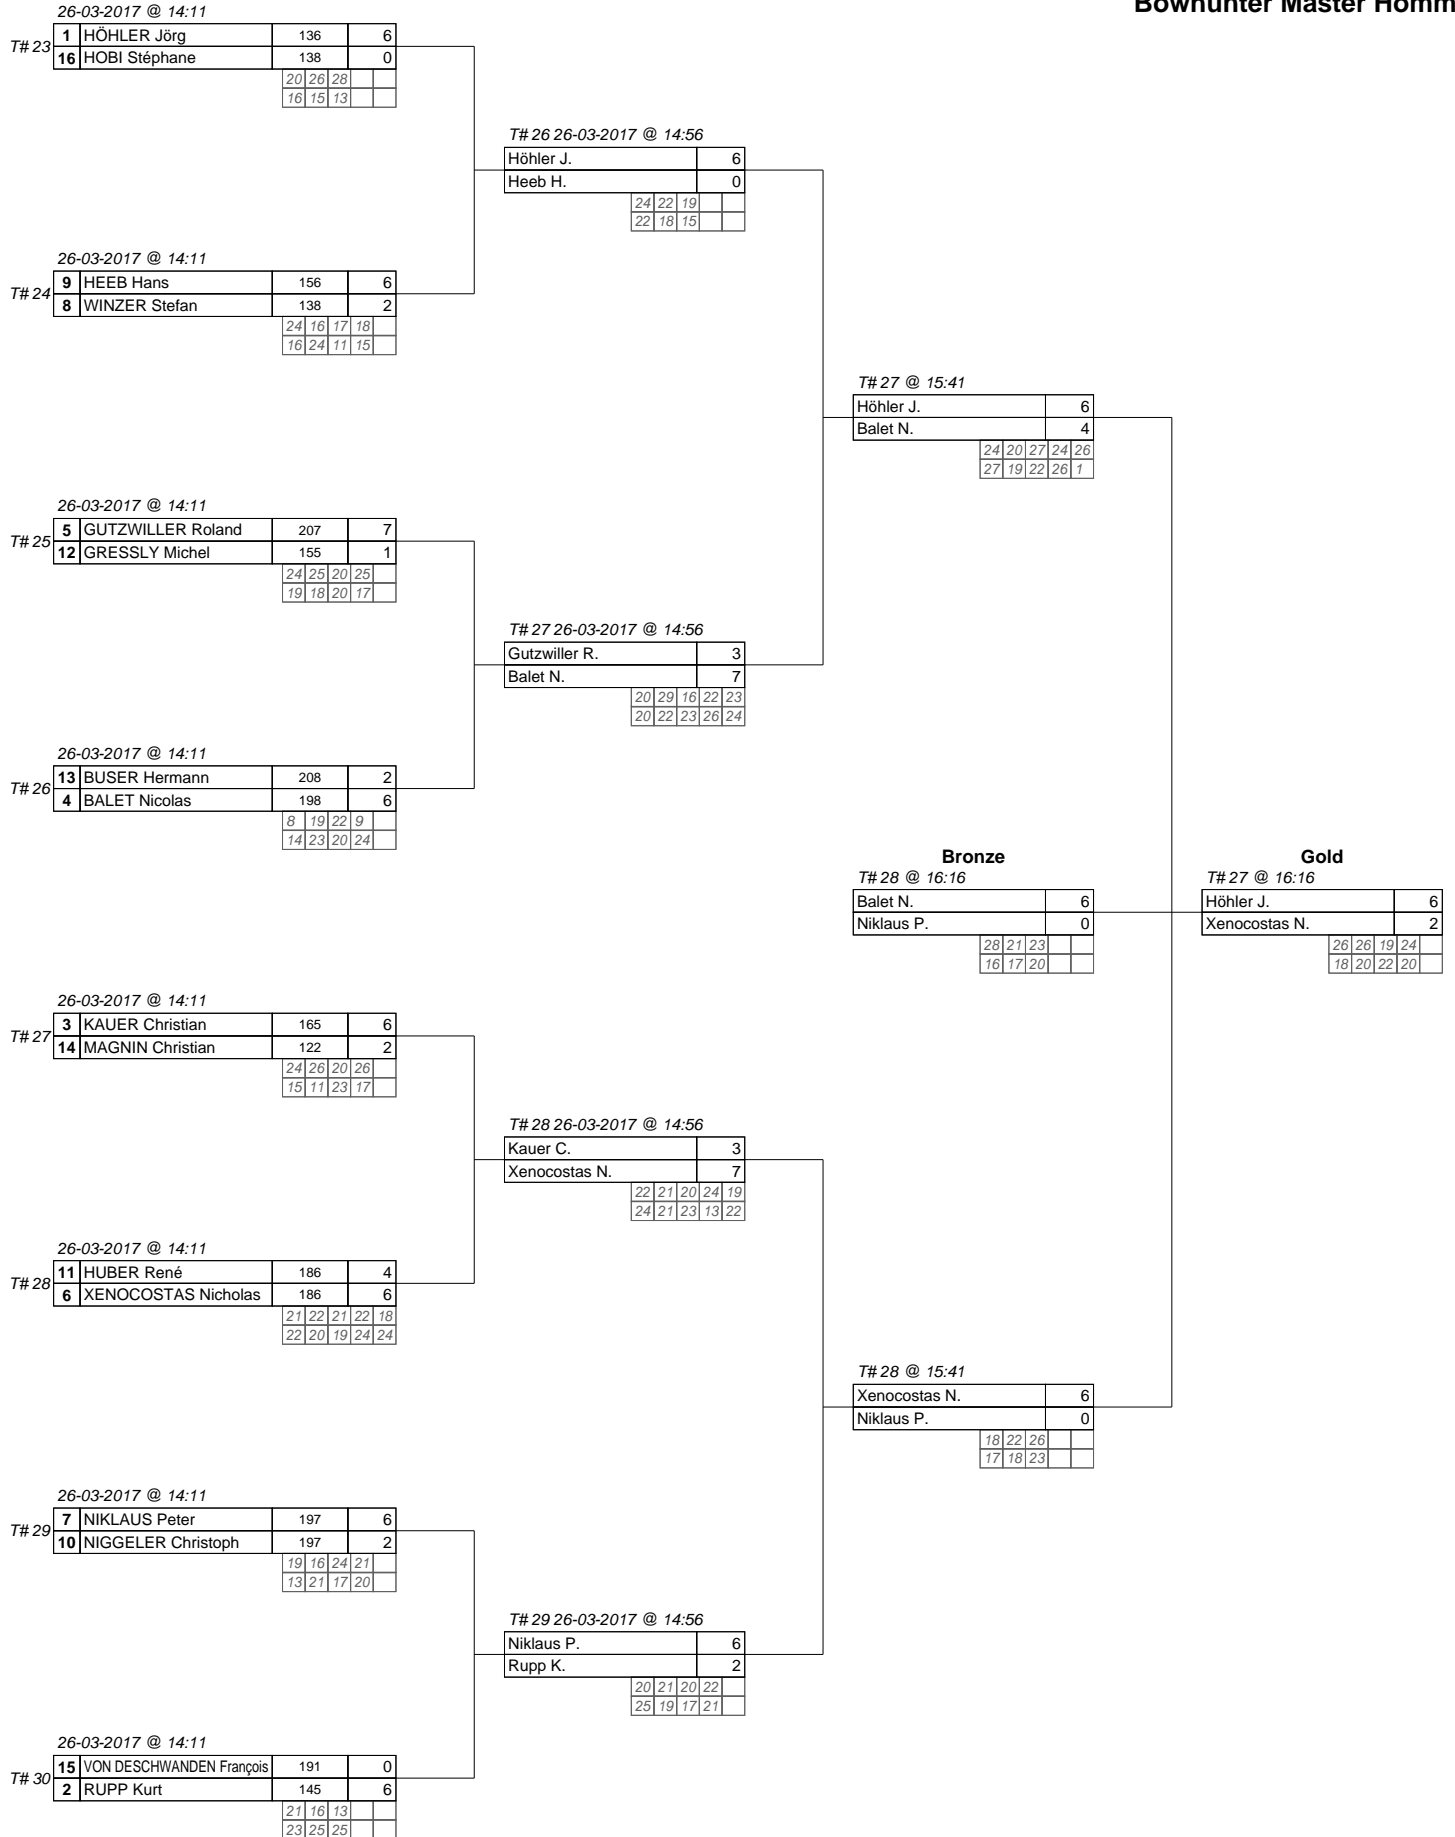 Bowhunter Master Homm
26-03-2017 @ 14:11
T# 23
1 HÖHLER Jörg 136 6
16 HOBI Stéphane 138 0
20 26 28
16 15 13
T# 26 26-03-2017 @ 14:56
Höhler J. 6
Heeb H. 0
24 22 19
22 18 15
26-03-2017 @ 14:11
T# 24
9 HEEB Hans 156 6
8 WINZER Stefan 138 2
24 16 17 18
16 24 11 15
T# 27 @ 15:41
Höhler J. 6
Balet N. 4
24 20 27 24 26
27 19 22 26 1
26-03-2017 @ 14:11
T# 25
5 GUTZWILLER Roland 207 7
12 GRESSLY Michel 155 1
24 25 20 25
19 18 20 17
T# 27 26-03-2017 @ 14:56
Gutzwiller R. 3
Balet N. 7
20 29 16 22 23
20 22 23 26 24
26-03-2017 @ 14:11
T# 26
13 BUSER Hermann 208 2
4 BALET Nicolas 198 6
8 19 22 9
14 23 20 24
Bronze
T# 28 @ 16:16
Balet N. 6
Niklaus P. 0
28 21 23
16 17 20
Gold
T# 27 @ 16:16
Höhler J. 6
Xenocostas N. 2
26 26 19 24
18 20 22 20
26-03-2017 @ 14:11
T# 27
3 KAUER Christian 165 6
14 MAGNIN Christian 122 2
24 26 20 26
15 11 23 17
T# 28 26-03-2017 @ 14:56
Kauer C. 3
Xenocostas N. 7
22 21 20 24 19
24 21 23 13 22
26-03-2017 @ 14:11
T# 28
11 HUBER René 186 4
6 XENOCOSTAS Nicholas 186 6
21 22 21 22 18
22 20 19 24 24
T# 28 @ 15:41
Xenocostas N. 6
Niklaus P. 0
18 22 26
17 18 23
26-03-2017 @ 14:11
T# 29
7 NIKLAUS Peter 197 6
10 NIGGELER Christoph 197 2
19 16 24 21
13 21 17 20
T# 29 26-03-2017 @ 14:56
Niklaus P. 6
Rupp K. 2
20 21 20 22
25 19 17 21
26-03-2017 @ 14:11
T# 30
15 VON DESCHWANDEN François 191 0
2 RUPP Kurt 145 6
21 16 13
23 25 25